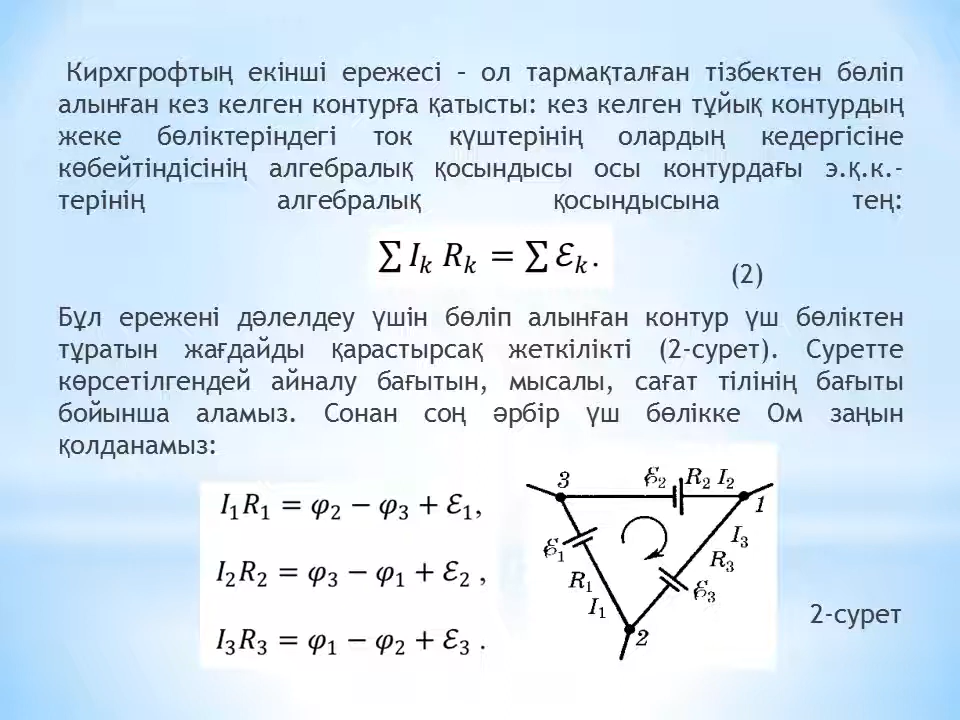 Кирхгрофтың екінші ережесі – ол тармақталған тізбектен бөліп
алынған кез келген контурға қатысты: кез келген тұйық контурдың
жеке бөліктеріндегі ток күштерінің олардың кедергісіне
көбейтіндісінің алгебралық қосындысы осы контурдағы э.қ.к.-
терінің алгебралық қосындысына тең:
∑ I_k R_k = ∑ ℰ_k.
(2)
Бұл ережені дәлелдеу үшін бөліп алынған контур үш бөліктен
тұратын жағдайды қарастырсақ жеткілікті (2-сурет). Суретте
көрсетілгендей айналу бағытын, мысалы, сағат тілінің бағыты
бойынша аламыз. Сонан соң әрбір үш бөлікке Ом заңын
қолданамыз:
I₁R₁ = φ₂ − φ₃ + ℰ₁,
I₂R₂ = φ₃ − φ₁ + ℰ₂ ,
I₃R₃ = φ₁ − φ₂ + ℰ₃ .
3 ℰ₂ R₂ I₂ 1
ℰ₁ I₃
R₁ R₃
I₁ ℰ₃
2
2-сурет